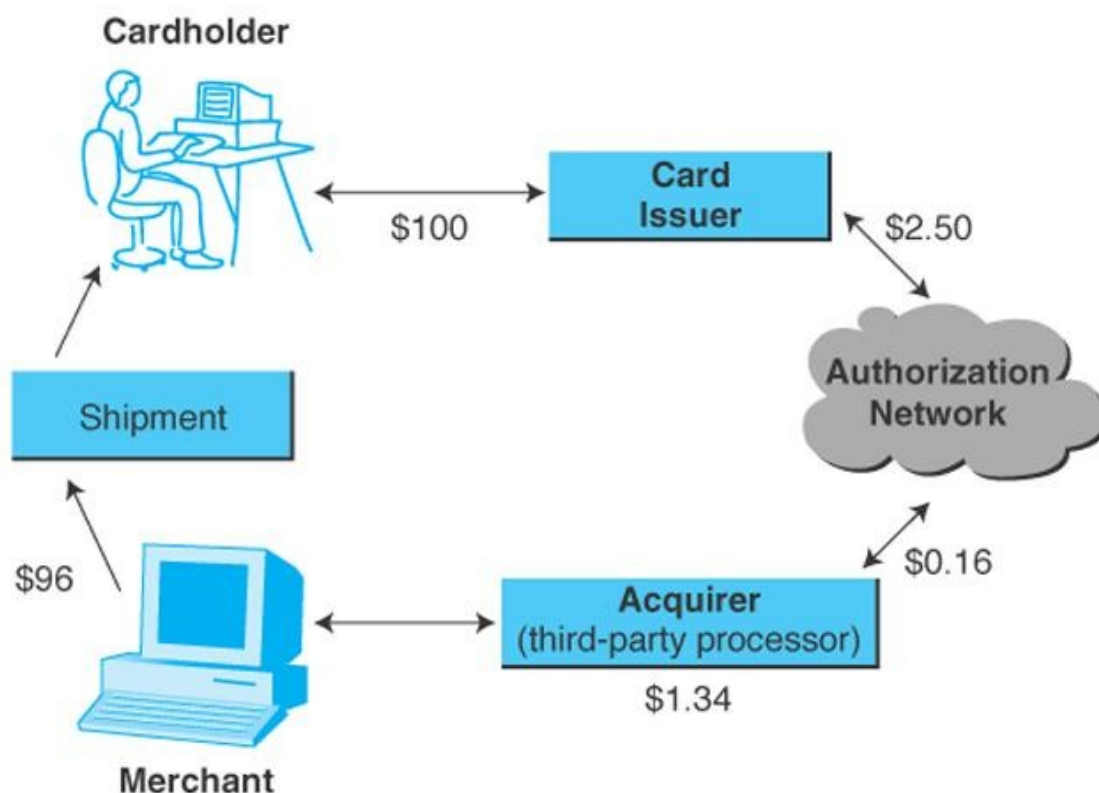 Cardholder
Card
Issuer
$100
$2.50
Authorization
Network
Shipment
$96
$0.16
Acquirer
(third-party processor)
$1.34
Merchant